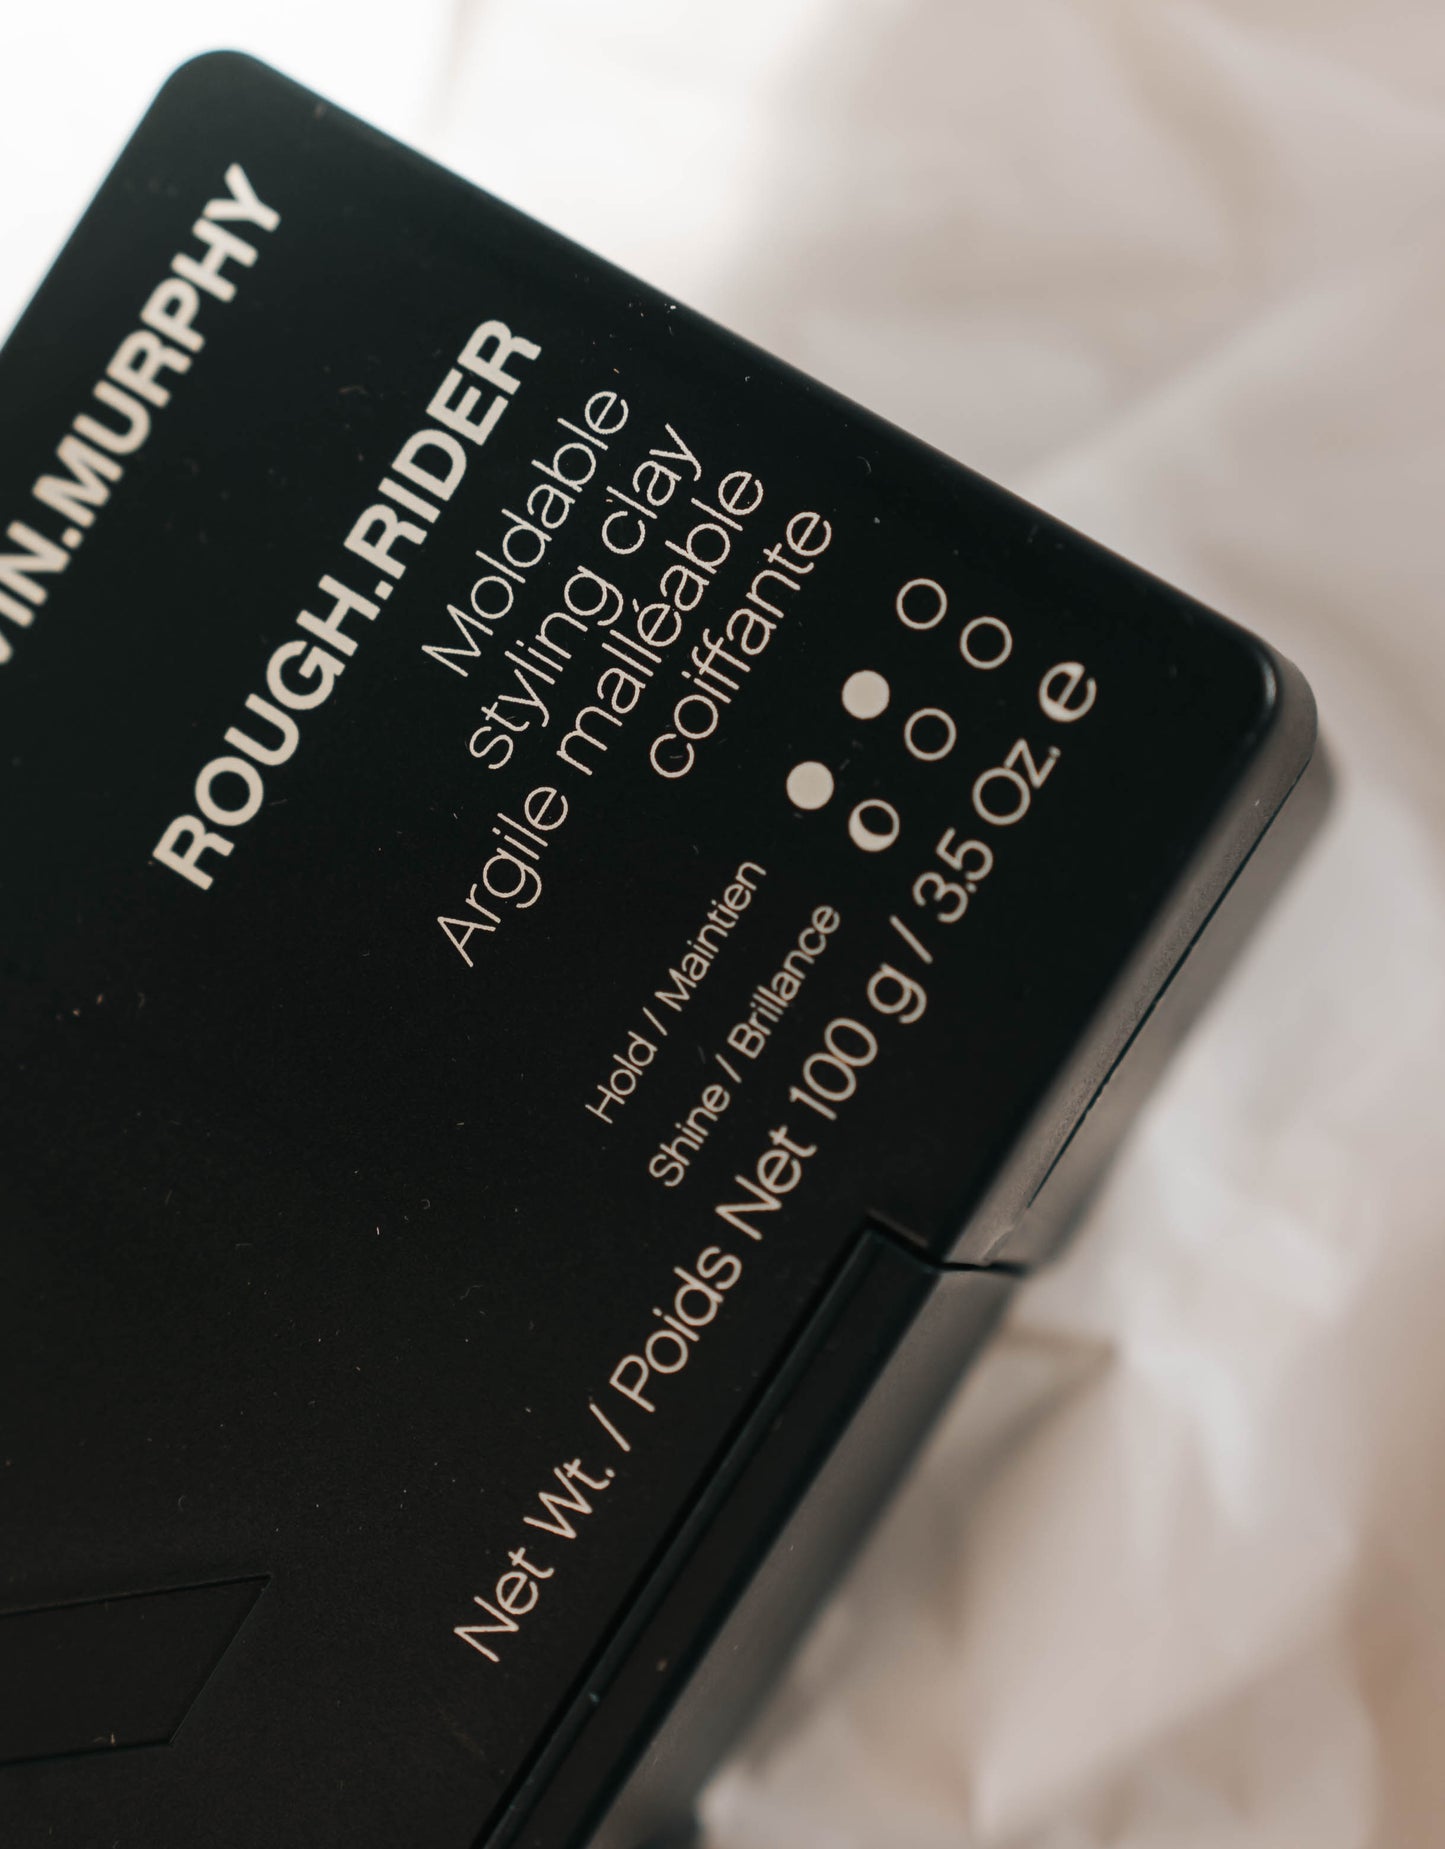 VIN.MURPHY
ROUGH.RIDER
Moldable
styling clay
Argile malléable
coiffante
Hold / Maintien
Shine / Brillance
Net Wt. / Poids Net 100 g / 3.5 Oz. e